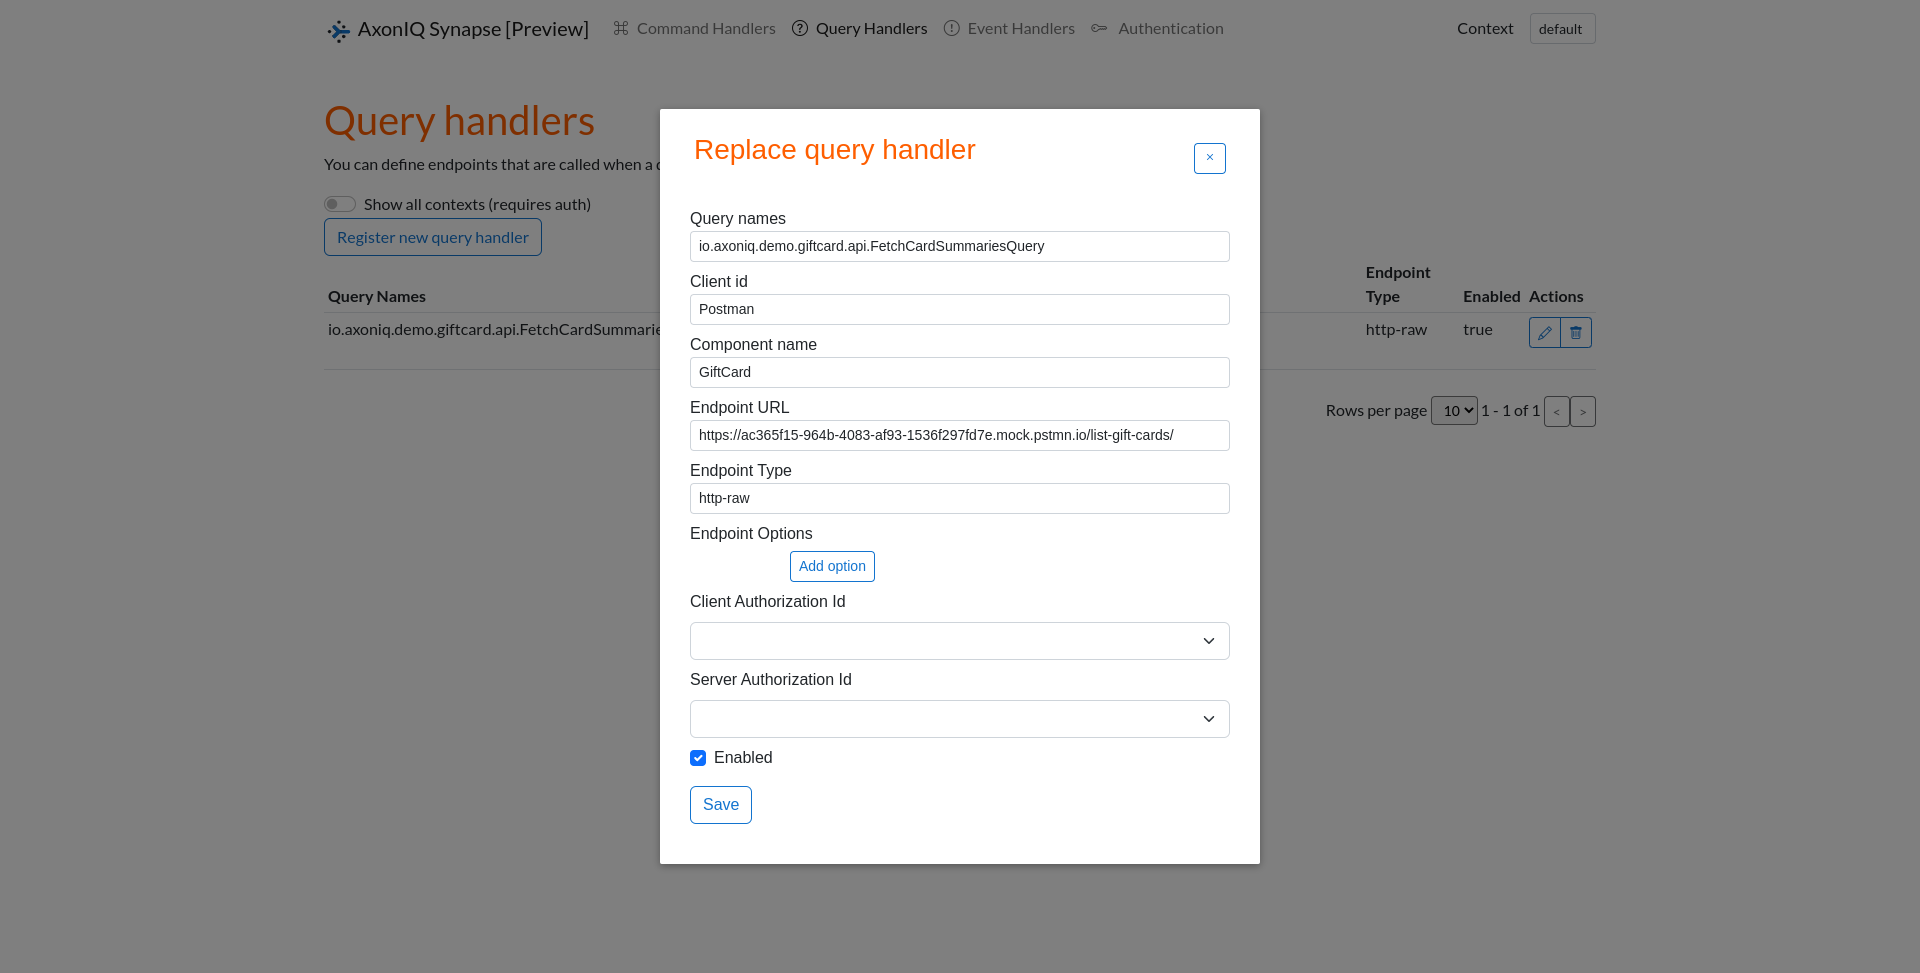 AxonIQ Synapse [Preview] Command Handlers Query Handlers Event Handlers Authentication Context default
Query handlers
You can define endpoints that are called when a
Show all contexts (requires auth)
Register new query handler
Query Names Endpoint Type Enabled Actions
io.axoniq.demo.giftcard.api.FetchCardSummarie http-raw true
Rows per page 10 1 - 1 of 1 < >
Replace query handler ×
Query names
io.axoniq.demo.giftcard.api.FetchCardSummariesQuery
Client id
Postman
Component name
GiftCard
Endpoint URL
https://ac365f15-964b-4083-af93-1536f297fd7e.mock.pstmn.io/list-gift-cards/
Endpoint Type
http-raw
Endpoint Options
Add option
Client Authorization Id
Server Authorization Id
Enabled
Save